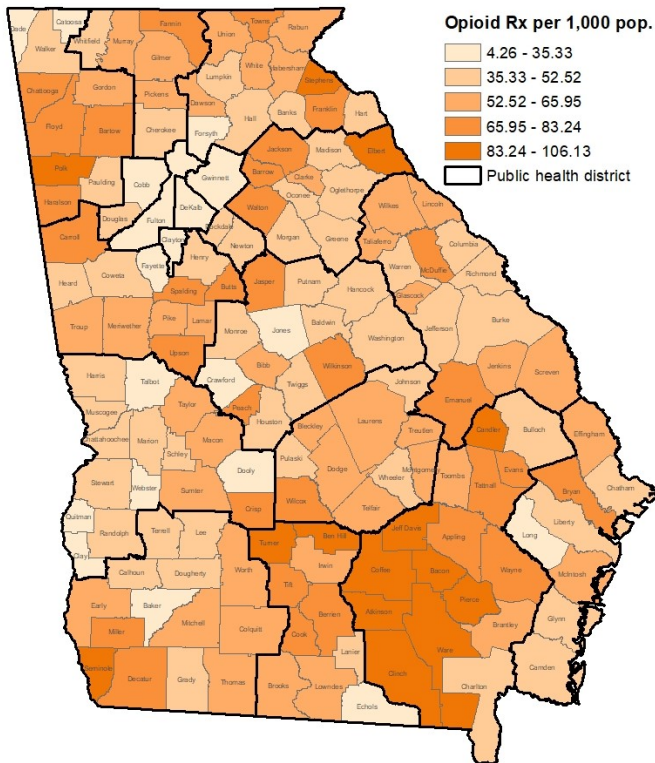 Opioid Rx per 1,000 pop.
4.26 - 35.33
35.33 - 52.52
52.52 - 65.95
65.95 - 83.24
83.24 - 106.13
Public health district
Catoosa
Fannin
Towns
Rabun
Walker
Whitfield
Murray
Union
Gilmer
White
Habersham
Stephens
Chattooga
Gordon
Pickens
Lumpkin
Dawson
Banks
Franklin
Hart
Floyd
Bartow
Cherokee
Forsyth
Hall
Jackson
Madison
Elbert
Polk
Paulding
Cobb
Gwinnett
Barrow
Clarke
Oglethorpe
Haralson
Douglas
Fulton
DeKalb
Walton
Oconee
Wilkes
Lincoln
Carroll
Clayton
Rockdale
Newton
Morgan
Greene
Taliaferro
Columbia
Fayette
Henry
McDuffie
Heard
Coweta
Spalding
Butts
Jasper
Putnam
Hancock
Warren
Richmond
Glascock
Troup
Meriwether
Pike
Lamar
Monroe
Jones
Baldwin
Washington
Jefferson
Burke
Upson
Bibb
Wilkinson
Harris
Talbot
Crawford
Twiggs
Johnson
Jenkins
Screven
Muscogee
Taylor
Peach
Houston
Emanuel
Chattahoochee
Marion
Macon
Bleckley
Laurens
Treutlen
Candler
Bulloch
Effingham
Schley
Dooly
Pulaski
Dodge
Montgomery
Stewart
Webster
Sumter
Wheeler
Toombs
Evans
Tattnall
Bryan
Chatham
Quitman
Crisp
Wilcox
Telfair
Long
Liberty
Randolph
Terrell
Lee
Turner
Ben Hill
Jeff Davis
Appling
Clay
Calhoun
Dougherty
Worth
Irwin
Coffee
Bacon
Wayne
McIntosh
Tift
Early
Baker
Mitchell
Pierce
Miller
Colquitt
Cook
Berrien
Atkinson
Brantley
Glynn
Ware
Seminole
Decatur
Grady
Thomas
Brooks
Lowndes
Lanier
Clinch
Charlton
Camden
Echols